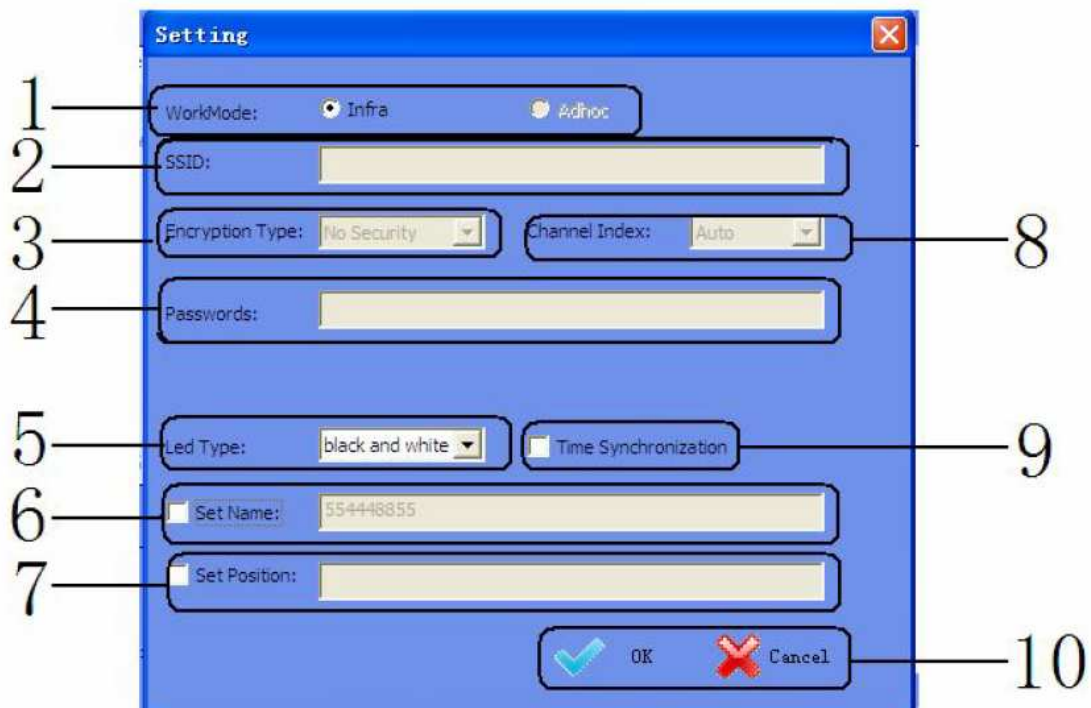 Setting
1 WorkMode: Infra Adhoc
2 SSID:
3 Encryption Type: No Security Channel Index: Auto 8
4 Passwords:
5 Led Type: black and white Time Synchronization 9
6 Set Name: 554448855
7 Set Position:
OK Cancel 10